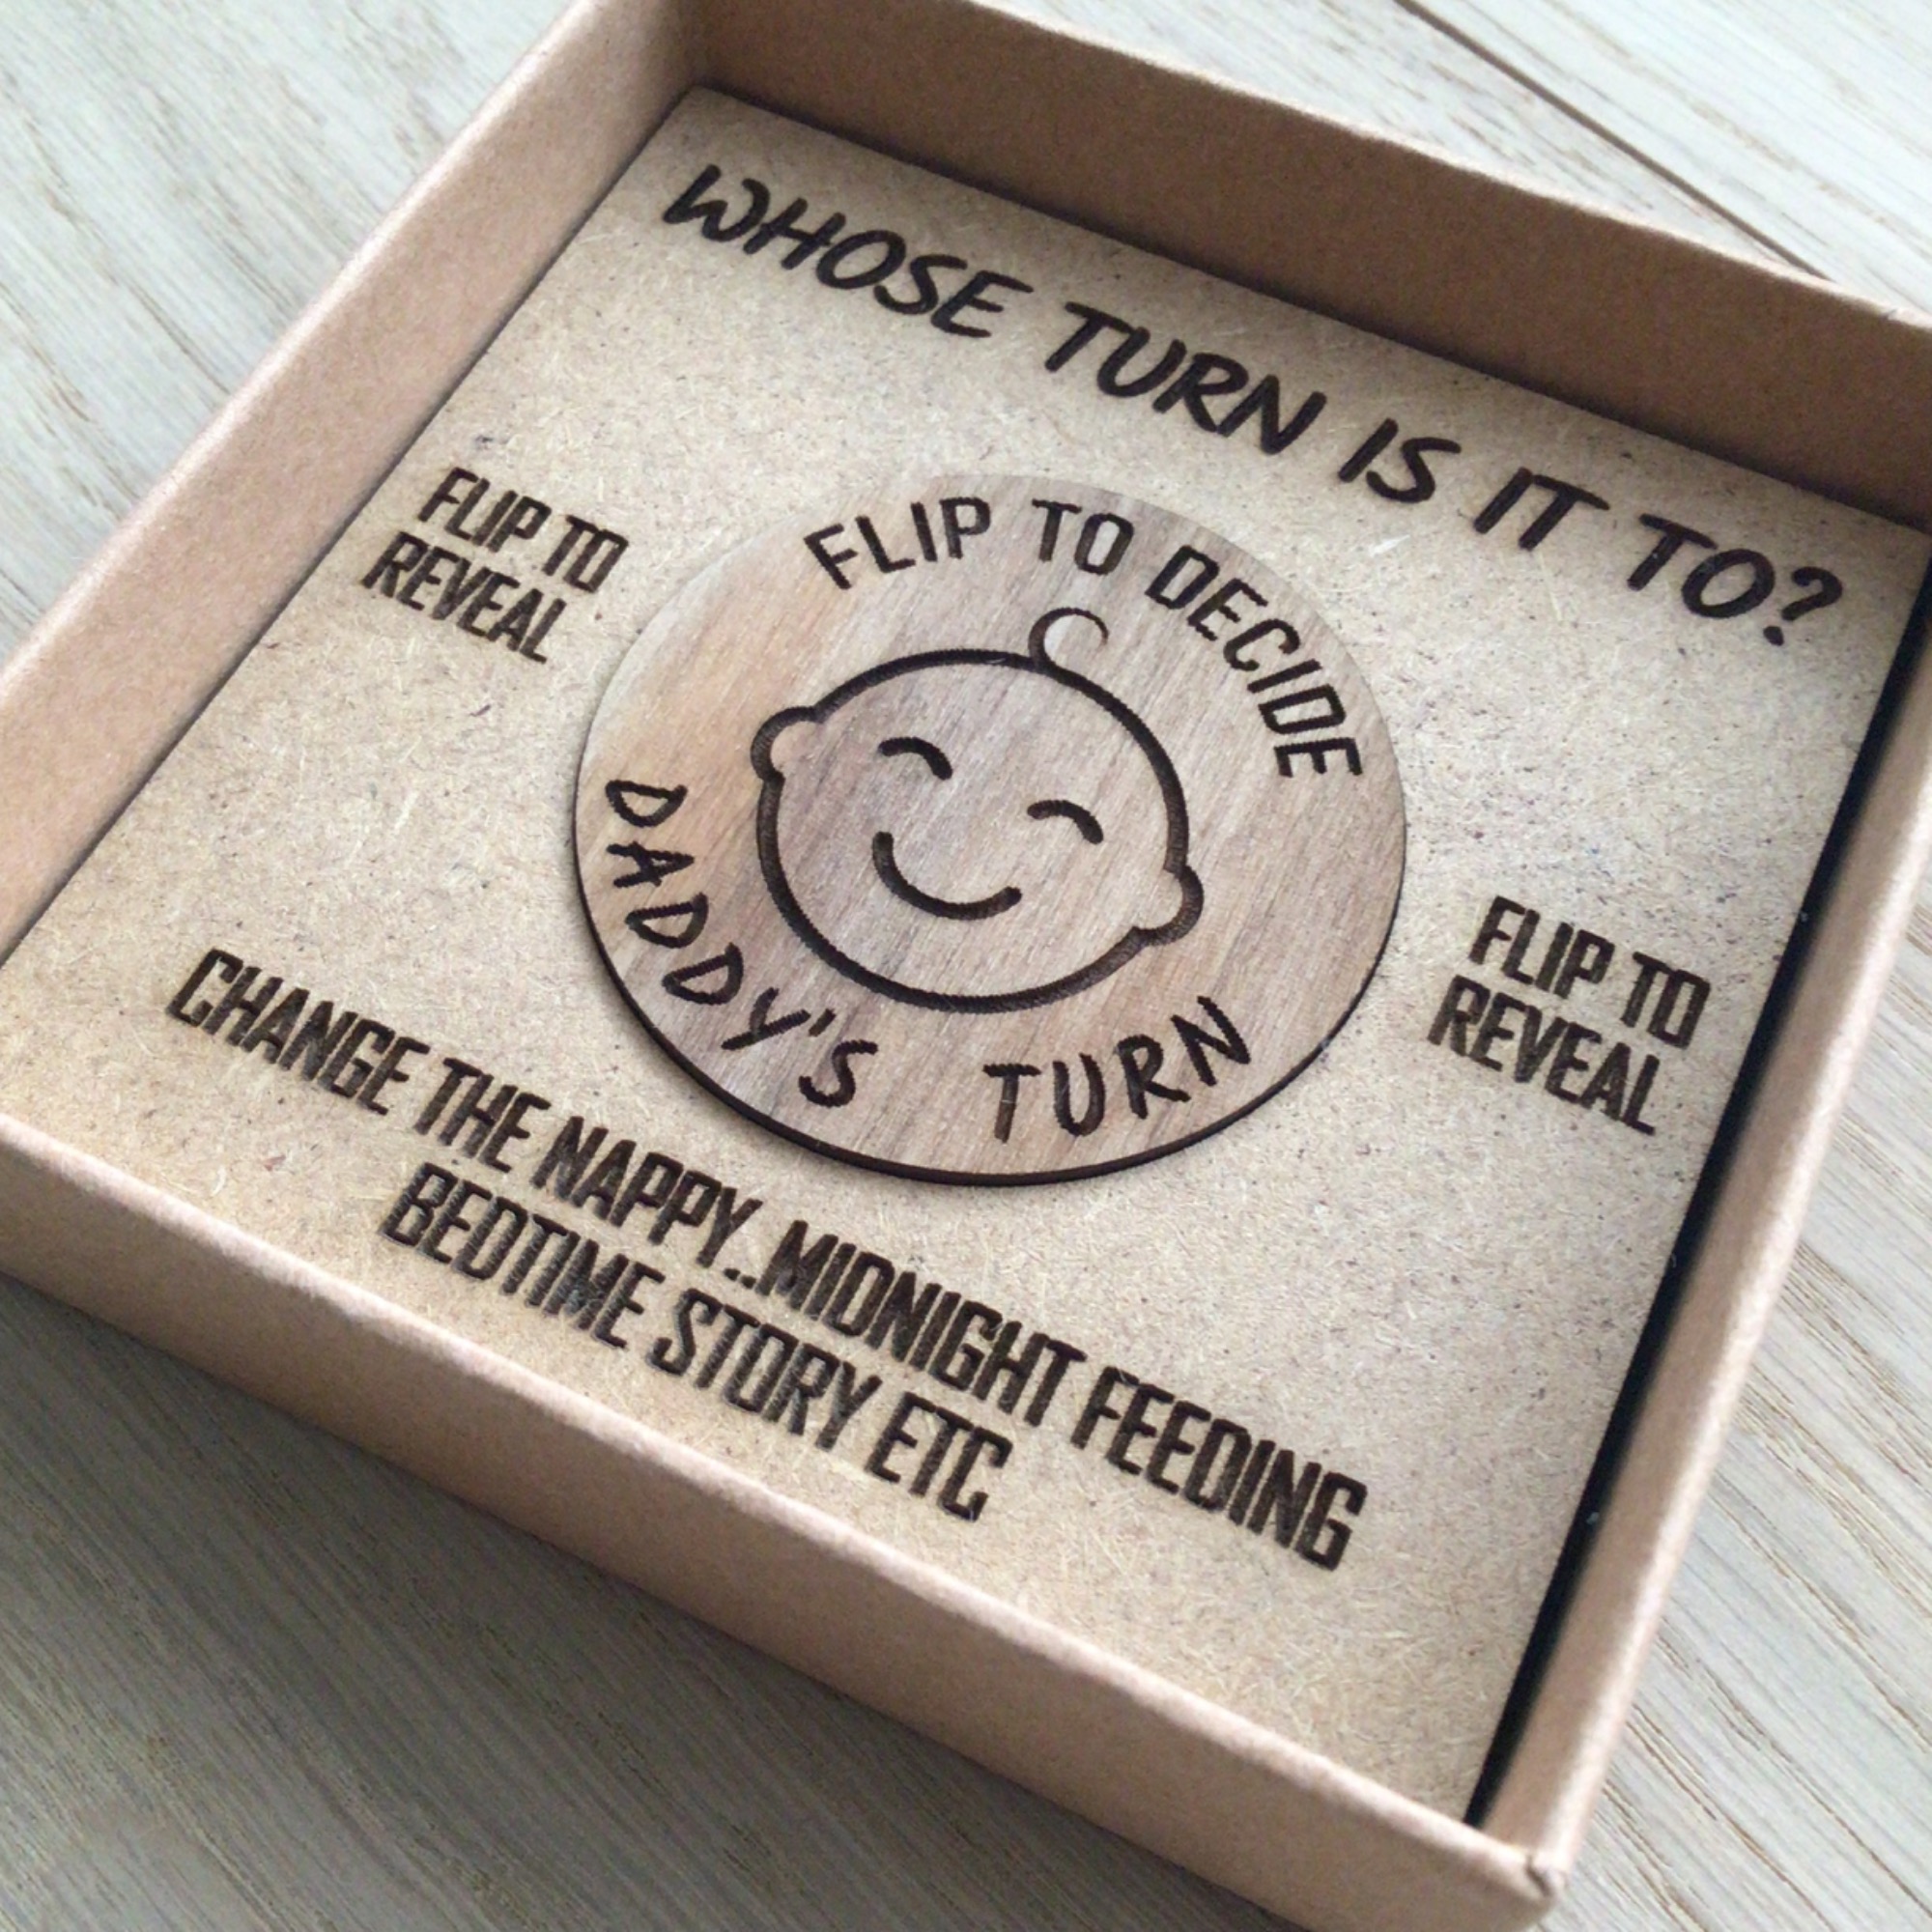 WHOSE TURN IS IT TO?
FLIP TO
REVEAL
FLIP TO DECIDE
DADDY'S TURN
FLIP TO
REVEAL
CHANGE THE NAPPY..MIDNIGHT FEEDING
BEDTIME STORY ETC